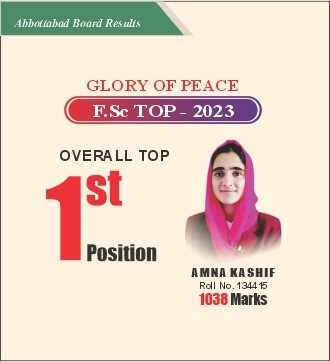 Abbottabad Board Results
GLORY OF PEACE
F.Sc TOP - 2023
OVERALL TOP
1st
Position
AMNA KASHIF
Roll No. 134415
1038 Marks